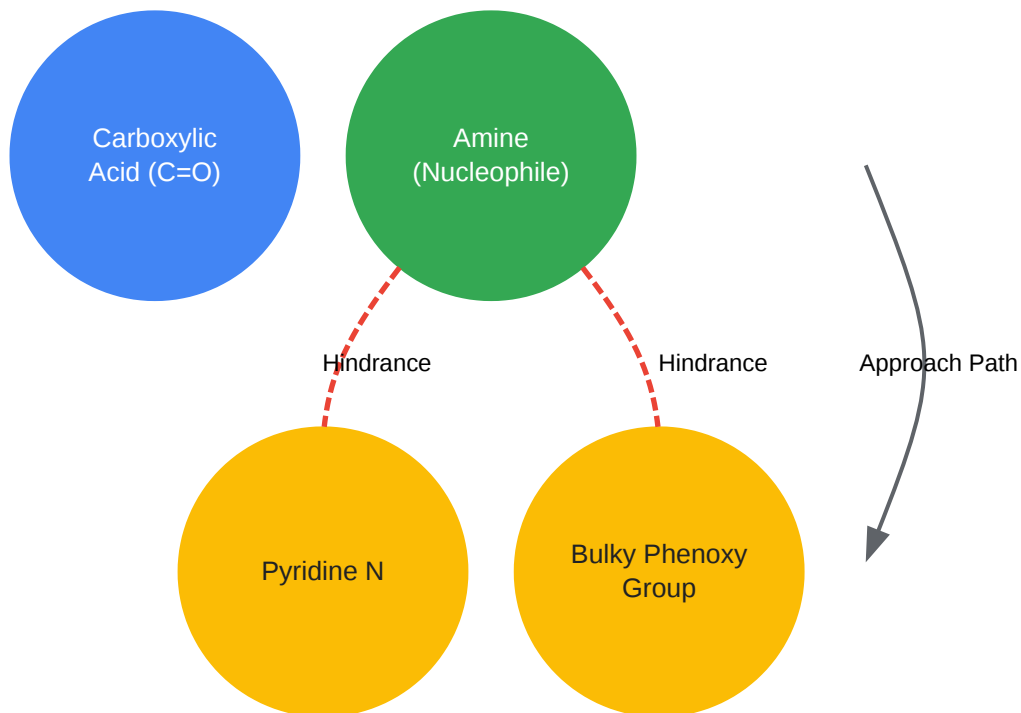 Carboxylic
Acid (C=O)
Amine
(Nucleophile)
Hindrance
Hindrance
Approach Path
Pyridine N
Bulky Phenoxy
Group